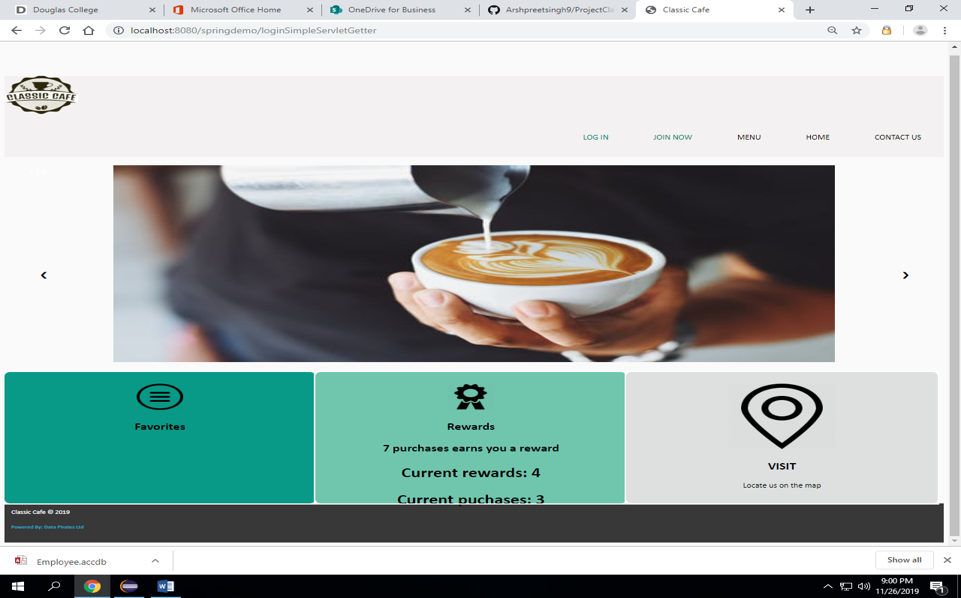 Douglas College
Microsoft Office Home
OneDrive for Business
Arshpreetsingh9/ProjectCla
Classic Cafe
localhost:8080/springdemo/loginSimpleServletGetter
CLASSIC CAFE
LOG IN JOIN NOW MENU HOME CONTACT US
Favorites
Rewards
7 purchases earns you a reward
Current rewards: 4
Current puchases: 3
VISIT
Locate us on the map
Classic Cafe © 2019
Powered By: Data Pirates Ltd
Employee.accdb
Show all
9:00 PM
11/26/2019
1